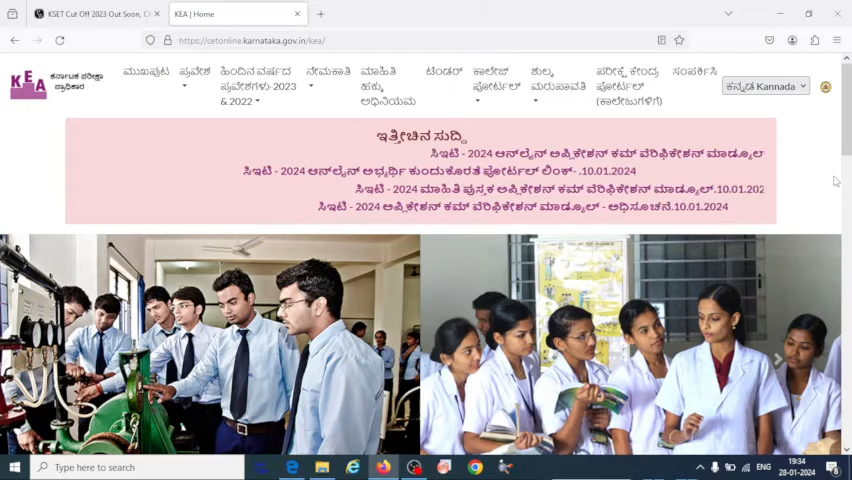 KSET Cut Off 2023 Out Soon, C
KEA | Home
https://cetonline.karnataka.gov.in/kea/
KEA
ಕರ್ನಾಟಕ ಪರೀಕ್ಷಾ
ಪ್ರಾಧಿಕಾರ
ಮುಖಪುಟ
ಪ್ರವೇಶ
ಹಿಂದಿನ ವರ್ಷದ
ಪ್ರವೇಶಗಳು-2023
& 2022
ನೇಮಕಾತಿ
ಮಾಹಿತಿ
ಹಕ್ಕು
ಅಧಿನಿಯಮ
ಟೆಂಡರ್
ಕಾಲೇಜ್
ಪೋರ್ಟಲ್
ಶುಲ್ಕ
ಮರುಪಾವತಿ
ಪರೀಕ್ಷೆ ಕೇಂದ್ರ
ಪೋರ್ಟಲ್
(ಕಾಲೇಜುಗಳಿಗೆ)
ಸಂಪರ್ಕಿಸಿ
ಕನ್ನಡ Kannada
ಇತ್ತೀಚಿನ ಸುದ್ದಿ
ಸಿಇಟಿ - 2024 ಆನ್‌ಲೈನ್ ಅಪ್ಲಿಕೇಶನ್ ಕಮ್ ವೆರಿಫಿಕೇಶನ್ ಮಾಡ್ಯೂಲ
ಸಿಇಟಿ - 2024 ಆನ್‌ಲೈನ್ ಅಭ್ಯರ್ಥಿ ಕುಂದುಕೊರತೆ ಪೋರ್ಟಲ್ ಲಿಂಕ್- .10.01.2024
ಸಿಇಟಿ - 2024 ಮಾಹಿತಿ ಪುಸ್ತಕ ಅಪ್ಲಿಕೇಶನ್ ಕಮ್ ವೆರಿಫಿಕೇಶನ್ ಮಾಡ್ಯೂಲ್.10.01.202
ಸಿಇಟಿ - 2024 ಅಪ್ಲಿಕೇಶನ್ ಕಮ್ ವೆರಿಫಿಕೇಶನ್ ಮಾಡ್ಯೂಲ್ - ಅಧಿಸೂಚನೆ.10.01.2024
Type here to search
ENG
19:34
28-01-2024
8